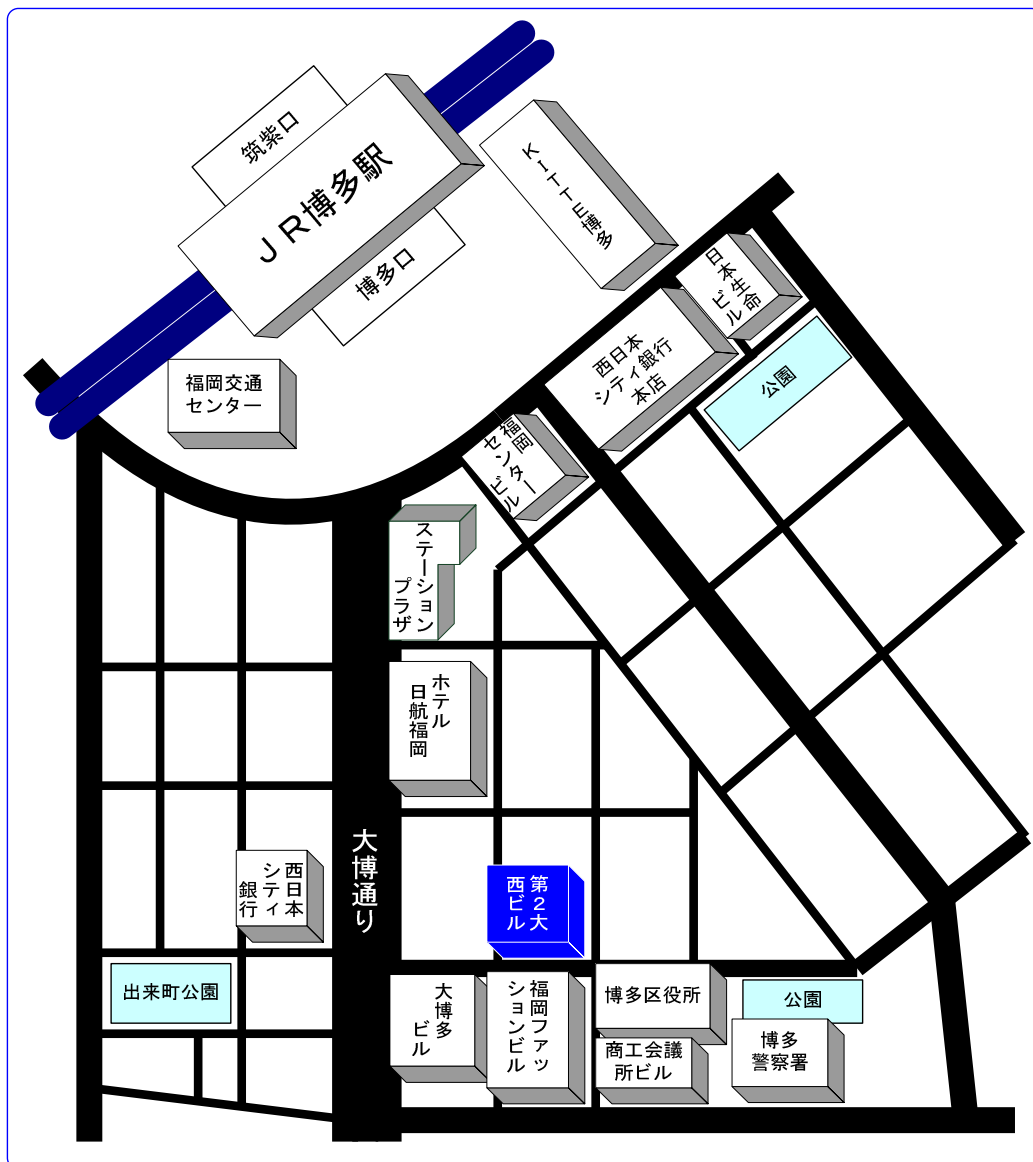 筑紫口
ＪＲ博多駅
博多口
ＫＩＴＴＥ博多
日本生命
ビル
西日本
シティ銀行
本店
公園
福岡交通
センター
福岡
センター
ビル
ステーション
プラザ
ホテル
日航福岡
大博通り
西日本
シティ
銀行
第２大
西ビル
出来町公園
大博多
ビル
福岡ファッ
ションビル
博多区役所
商工会議
所ビル
公園
博多
警察署